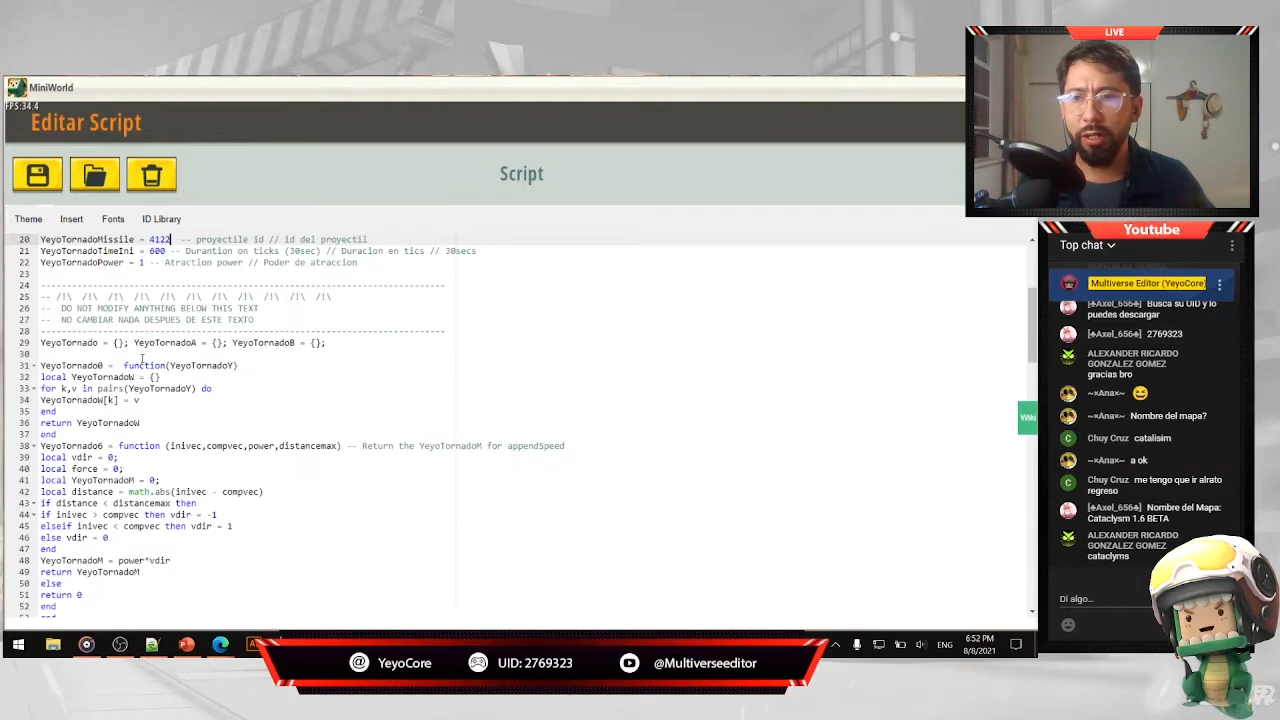 LIVE
MiniWorld
FPS:34.4
Editar Script
Script
Theme Insert Fonts ID Library
20 YeyoTornadoMissile = 4122 -- proyectile id // id del proyectil
21 YeyoTornadoTimeIni = 600 -- Durantion on ticks (30sec) // Duracion en tics // 30secs
22 YeyoTornadoPower = 1 -- Atraction power // Poder de atraccion
23
24 ------------------------------------------------------------------------------
25 -- /!\ /!\ /!\ /!\ /!\ /!\ /!\ /!\ /!\ /!\ /!\
26 -- DO NOT MODIFY ANYTHING BELOW THIS TEXT
27 -- NO CAMBIAR NADA DESPUES DE ESTE TEXTO
28 ------------------------------------------------------------------------------
29 YeyoTornado = {}; YeyoTornadoA = {}; YeyoTornadoB = {};
30
31 YeyoTornado0 = function(YeyoTornadoY)
32 local YeyoTornadoW = {}
33 for k,v in pairs(YeyoTornadoY) do
34 YeyoTornadoW[k] = v
35 end
36 return YeyoTornadoW
37 end
38 YeyoTornado6 = function (inivec,compvec,power,distancemax) -- Return the YeyoTornadoM for appendSpeed
39 local vdir = 0;
40 local force = 0;
41 local YeyoTornadoM = 0;
42 local distance = math.abs(inivec - compvec)
43 if distance < distancemax then
44 if inivec > compvec then vdir = -1
45 elseif inivec < compvec then vdir = 1
46 else vdir = 0
47 end
48 YeyoTornadoM = power*vdir
49 return YeyoTornadoM
50 else
51 return 0
52 end
Wiki
Youtube
Top chat
Multiverse Editor (YeyoCore)
[♣Axel_656♣] Busca su UID y lo
puedes descargar
[♣Axel_656♣] 2769323
ALEXANDER RICARDO
GONZALEZ GOMEZ
gracias bro
~×Ana×~ 😆
~×Ana×~ Nombre del mapa?
C Chuy Cruz catalisim
~×Ana×~ a ok
C Chuy Cruz me tengo que ir alrato
regreso
[♣Axel_656♣] Nombre del Mapa:
Cataclysm 1.6 BETA
ALEXANDER RICARDO
GONZALEZ GOMEZ
cataclyms
Di algo...
ENG
6:52 PM
8/8/2021
@ YeyoCore UID: 2769323 @Multiverseeditor